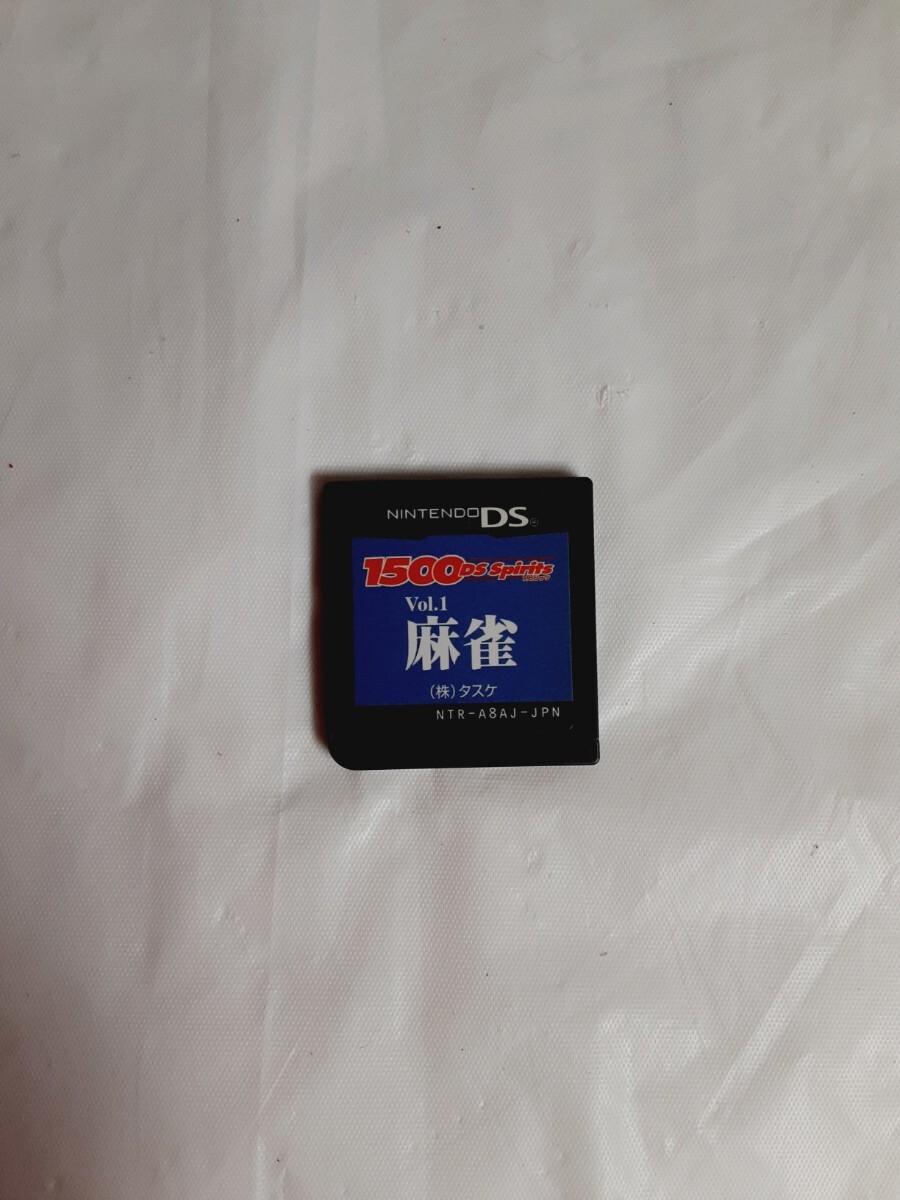 NINTENDO DS
1500 DS Spirits
Vol.1
麻雀
(株)タスケ
NTR-A8AJ-JPN